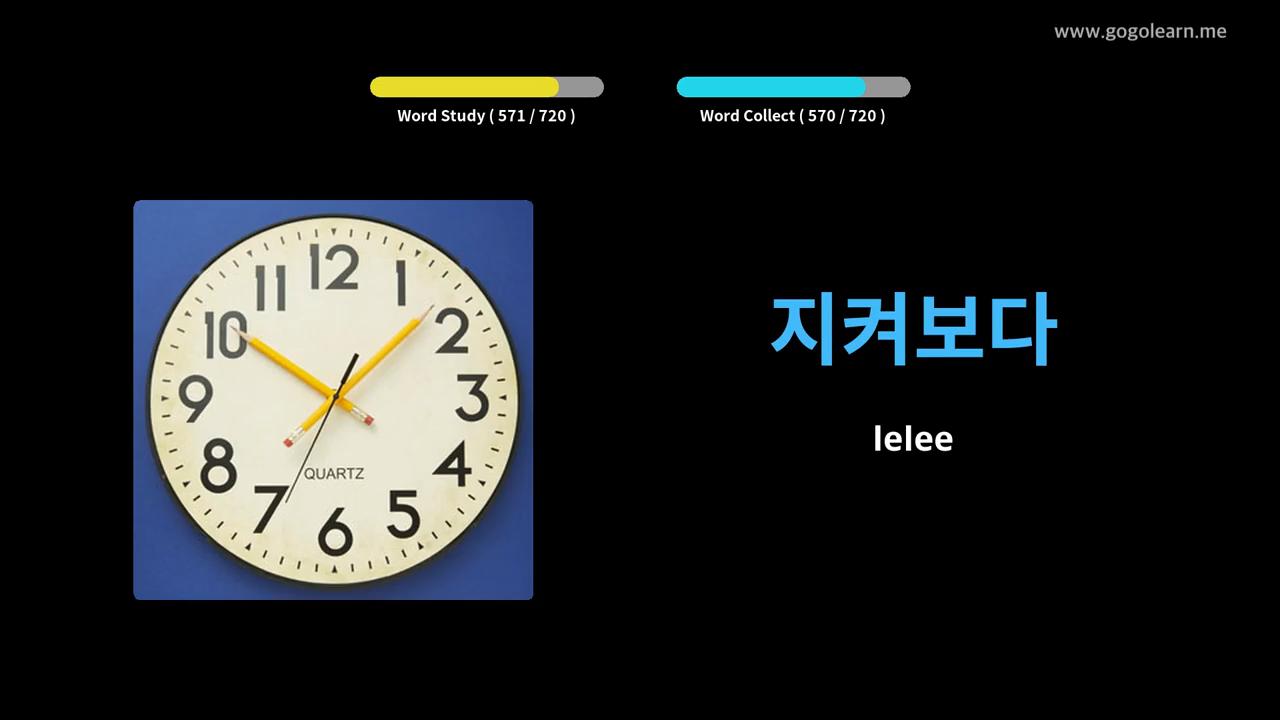 www.gogolearn.me
Word Study ( 571 / 720 )
Word Collect ( 570 / 720 )
12
1
2
3
4
5
6
7
8
9
10
11
QUARTZ
지켜보다
lelee